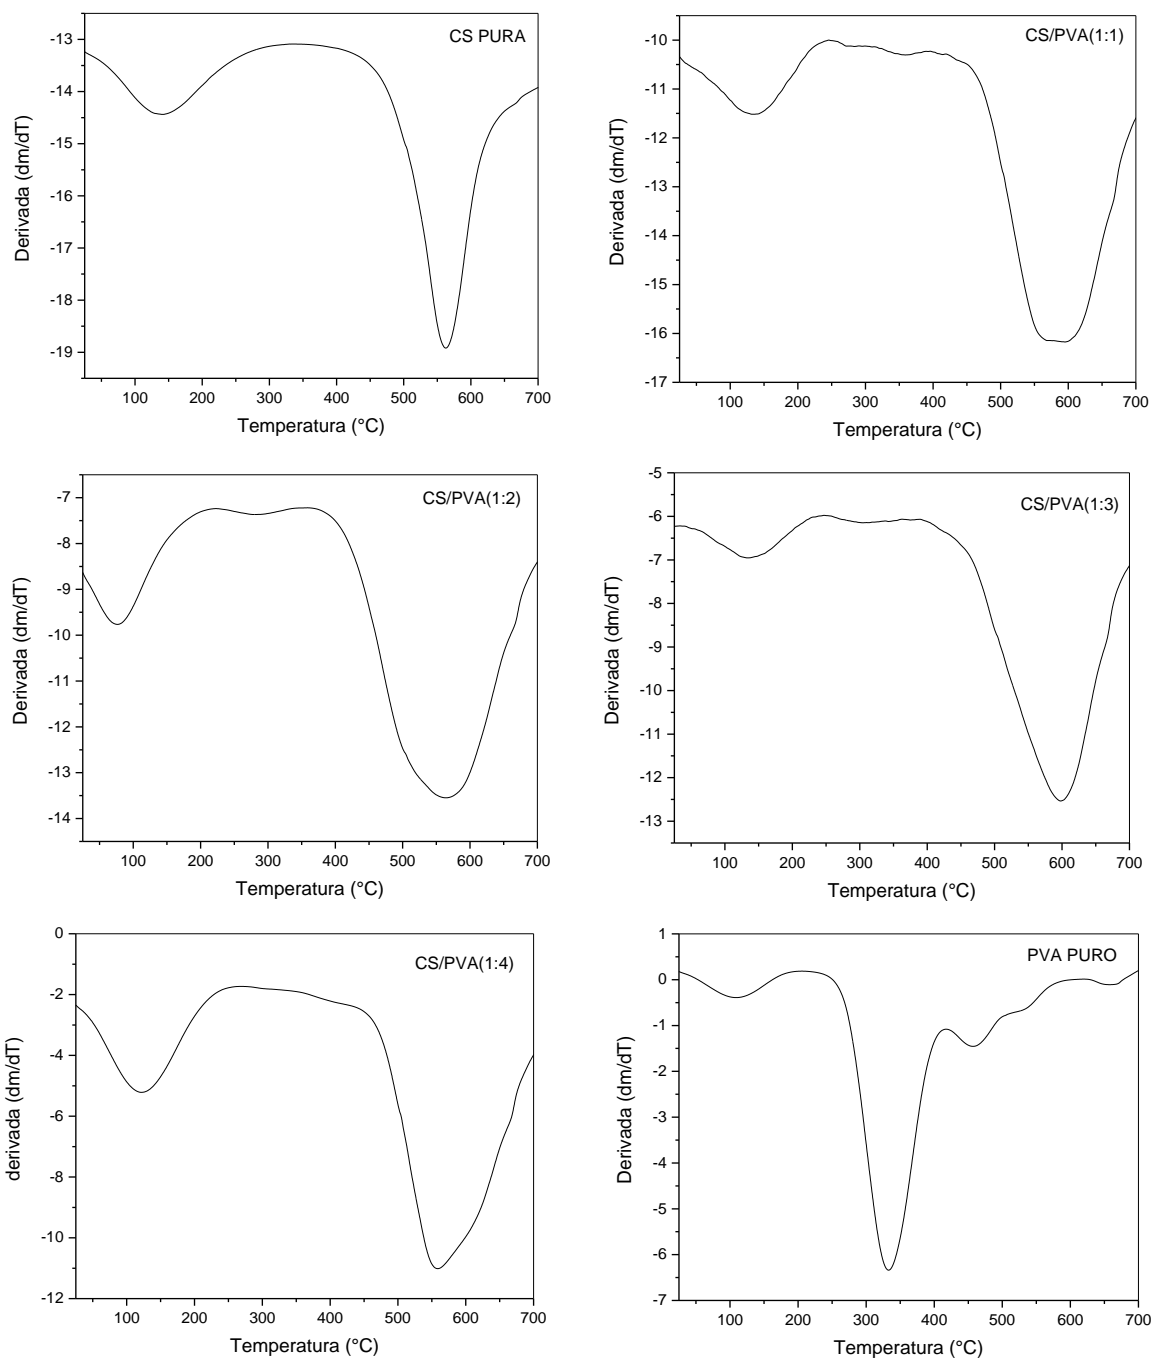 CS PURA
-13
-14
-15
-16
-17
-18
-19
Derivada (dm/dT)
100 200 300 400 500 600 700
Temperatura (°C)
CS/PVA(1:1)
-10
-11
-12
-13
-14
-15
-16
-17
Derivada (dm/dT)
100 200 300 400 500 600 700
Temperatura (°C)
CS/PVA(1:2)
-7
-8
-9
-10
-11
-12
-13
-14
Derivada (dm/dT)
100 200 300 400 500 600 700
Temperatura (°C)
CS/PVA(1:3)
-5
-6
-7
-8
-9
-10
-11
-12
-13
Derivada (dm/dT)
100 200 300 400 500 600 700
Temperatura (°C)
CS/PVA(1:4)
0
-2
-4
-6
-8
-10
-12
derivada (dm/dT)
100 200 300 400 500 600 700
Temperatura (°C)
PVA PURO
1
0
-1
-2
-3
-4
-5
-6
-7
Derivada (dm/dT)
100 200 300 400 500 600 700
Temperatura (°C)